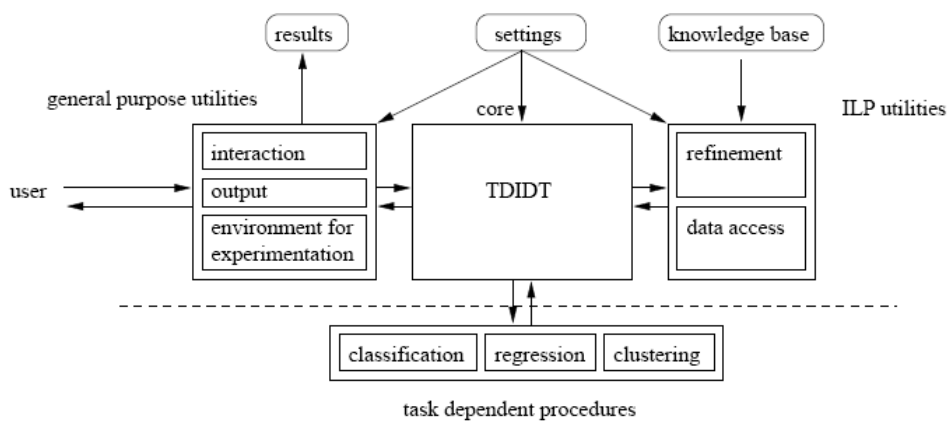 results
settings
knowledge base
general purpose utilities
core
ILP utilities
interaction
refinement
user
output
TDIDT
environment for
experimentation
data access
classification
regression
clustering
task dependent procedures